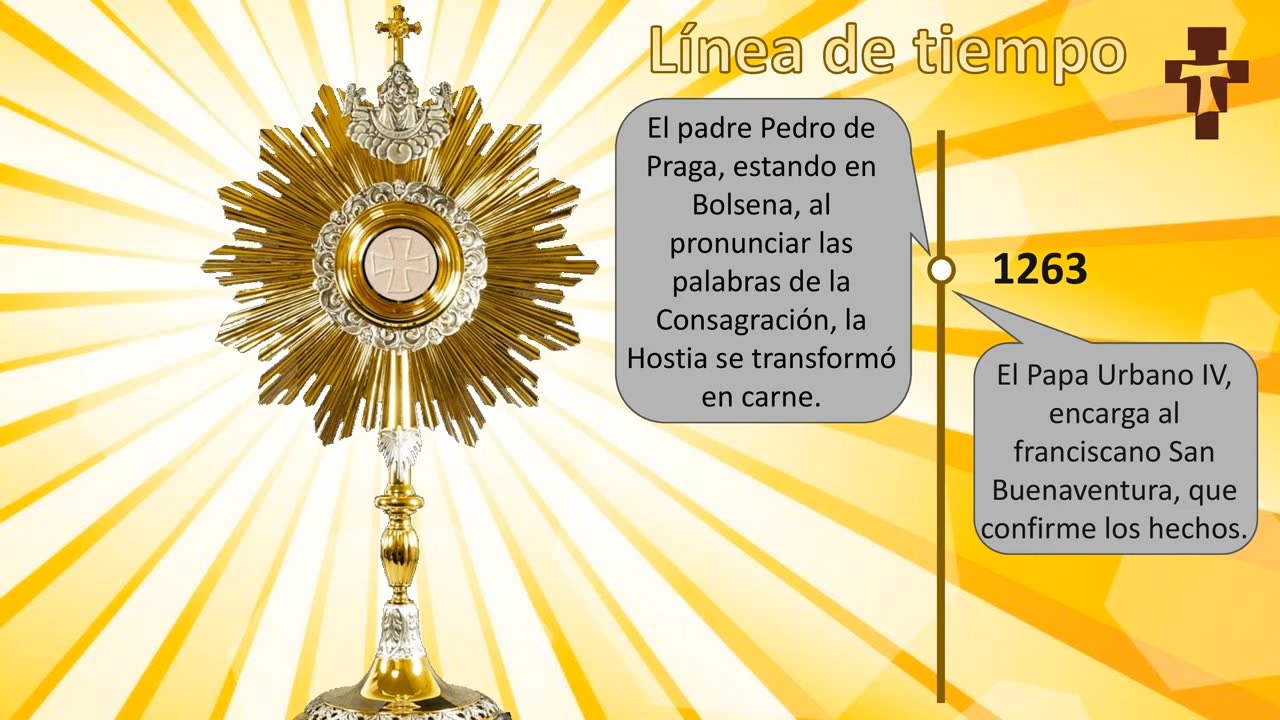 Línea de tiempo
El padre Pedro de
Praga, estando en
Bolsena, al
pronunciar las
palabras de la
Consagración, la
Hostia se transformó
en carne.
1263
El Papa Urbano IV,
encarga al
franciscano San
Buenaventura, que
confirme los hechos.